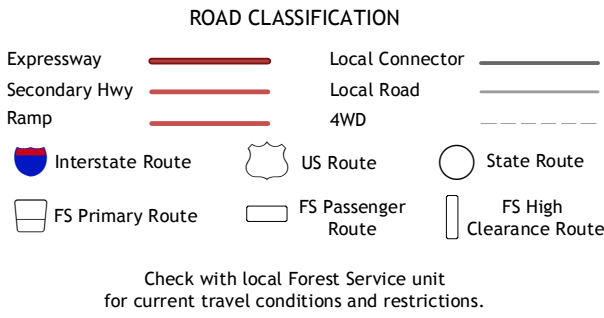 ROAD CLASSIFICATION
Expressway
Local Connector
Secondary Hwy
Local Road
Ramp
4WD
Interstate Route
US Route
State Route
FS Primary Route
FS Passenger
Route
FS High
Clearance Route
Check with local Forest Service unit
for current travel conditions and restrictions.